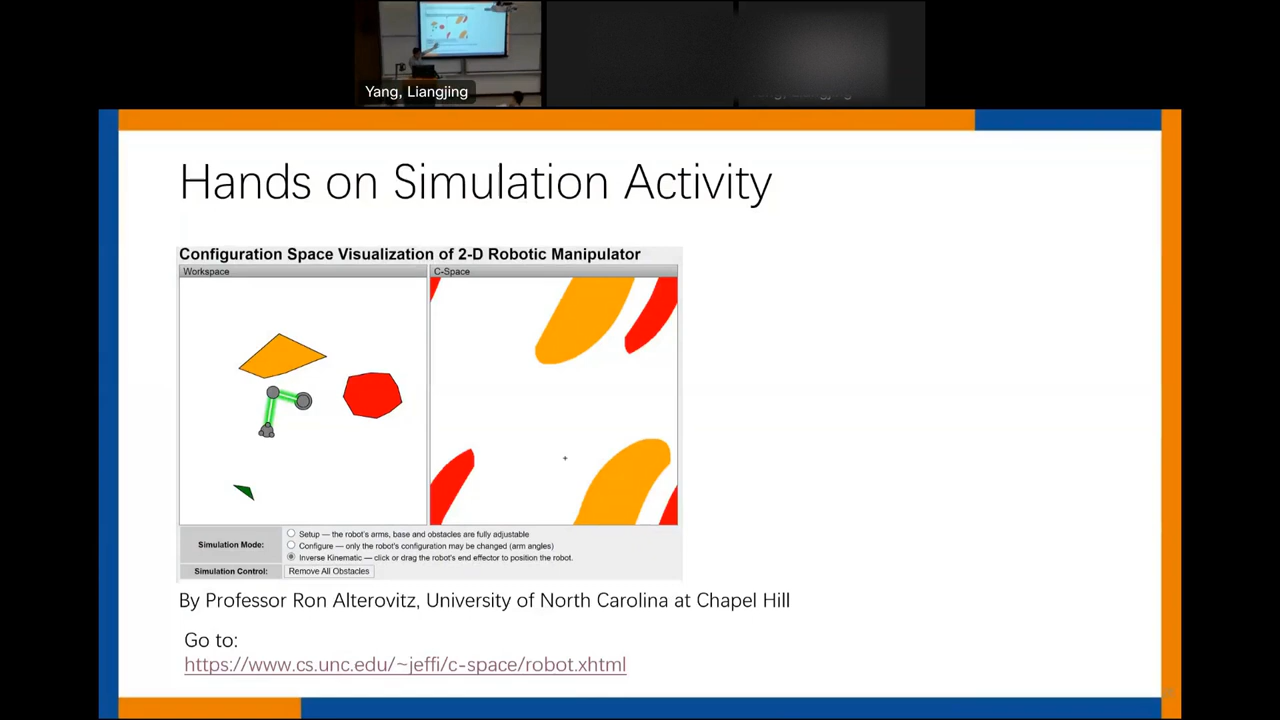 Yang, Liangjing
Hands on Simulation Activity
Configuration Space Visualization of 2-D Robotic Manipulator
Workspace
C-Space
Simulation Mode:
Setup — the robot's arms, base and obstacles are fully adjustable
Configure — only the robot's configuration may be changed (arm angles)
Inverse Kinematic — click or drag the robot's end effector to position the robot.
Simulation Control:
Remove All Obstacles
By Professor Ron Alterovitz, University of North Carolina at Chapel Hill
Go to:
https://www.cs.unc.edu/~jeffi/c-space/robot.xhtml